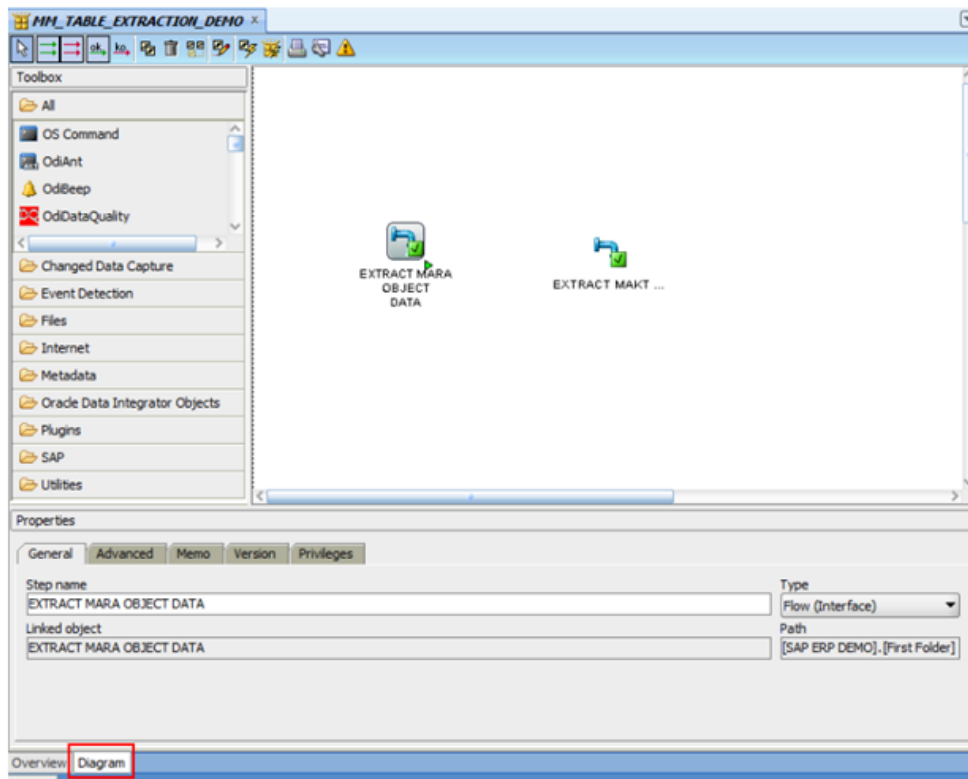 MM_TABLE_EXTRACTION_DEMO
ok
ko
Toolbox
All
OS Command
OdiAnt
OdiBeep
OdiDataQuality
Changed Data Capture
Event Detection
Files
Internet
Metadata
Oracle Data Integrator Objects
Plugins
SAP
Utilities
EXTRACT MARA
OBJECT
DATA
EXTRACT MAKT ...
Properties
General Advanced Memo Version Privileges
Step name Type
EXTRACT MARA OBJECT DATA Flow (Interface)
Linked object Path
EXTRACT MARA OBJECT DATA [SAP ERP DEMO].[First Folder]
Overview Diagram